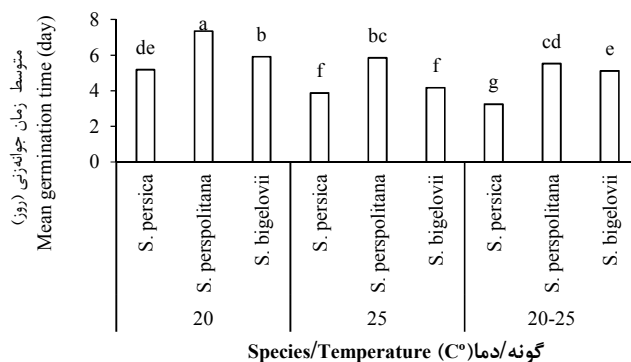 متوسط زمان جوانه‌زنی (روز)
Mean germination time (day)
8
6
4
2
0
de
a
b
f
bc
f
g
cd
e
S. persica
S. perspolitana
S. bigelovii
S. persica
S. perspolitana
S. bigelovii
S. persica
S. perspolitana
S. bigelovii
20
25
20-25
Species/Temperature (Cº)گونه/دما